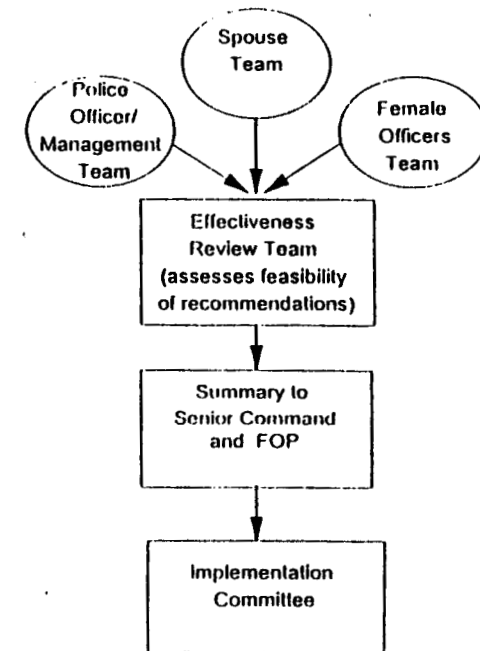 Spouse
Team
Police
Officer/
Management
Team
Female
Officers
Team
Effectiveness
Review Team
(assesses feasibility
of recommendations)
Summary to
Senior Command
and FOP
Implementation
Committee